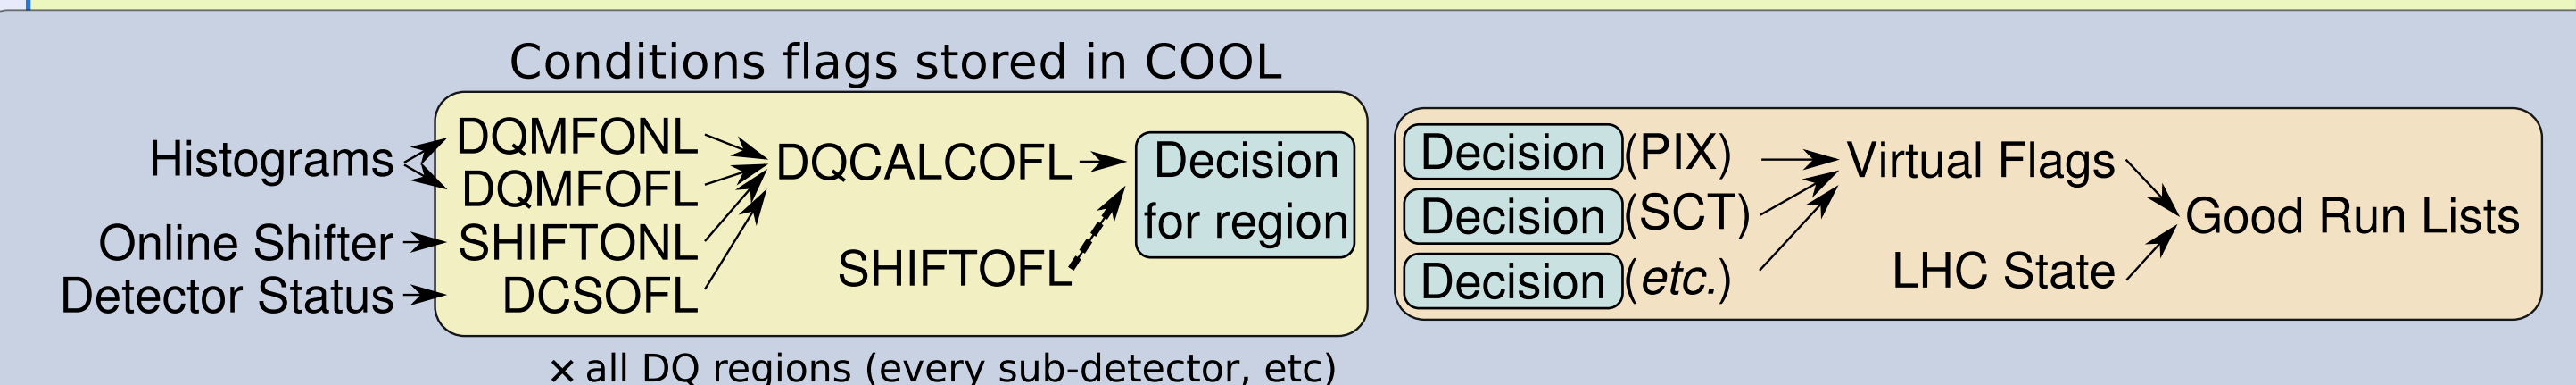 Conditions flags stored in COOL
Histograms
Online Shifter
Detector Status
DQMFONL
DQMFOFL
SHIFTONL
DCSOFL
DQCALCOFL
SHIFTOFL
Decision
for region
× all DQ regions (every sub-detector, etc)
Decision (PIX)
Decision (SCT)
Decision (etc.)
Virtual Flags
LHC State
Good Run Lists